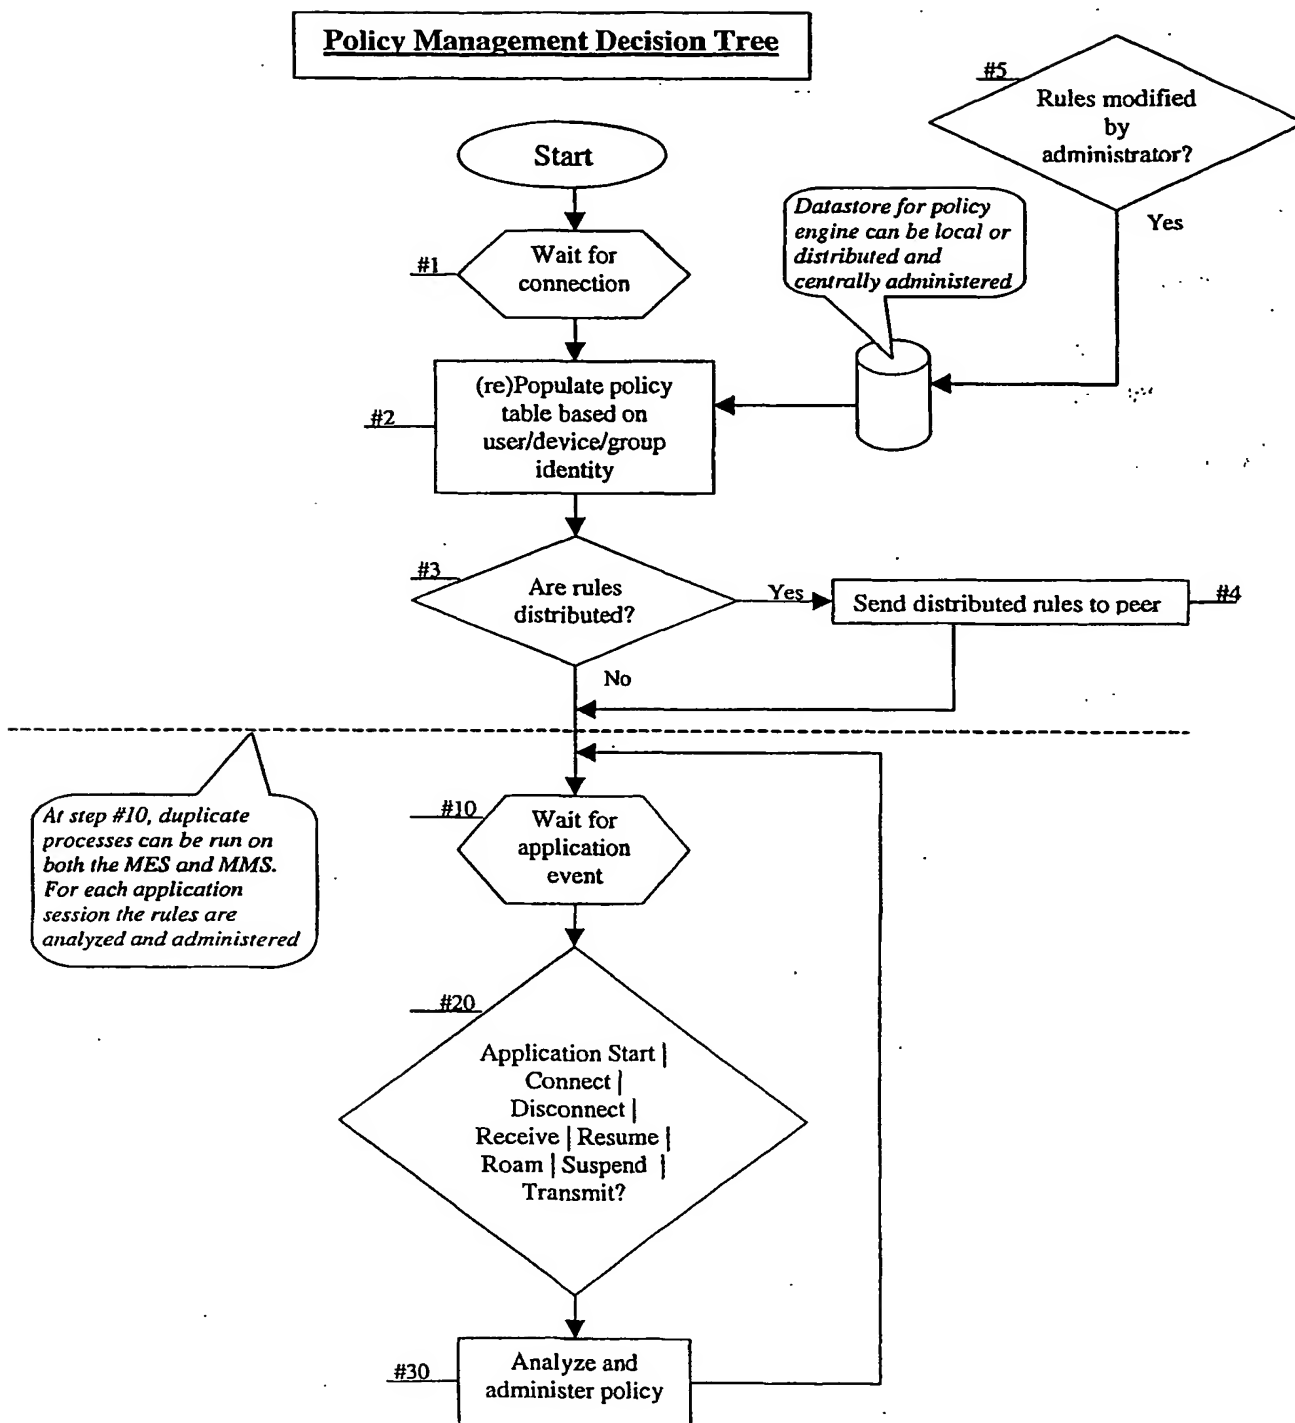 Policy Management Decision Tree
#5
Rules modified
by
administrator?
Yes
Start
Datastore for policy
engine can be local or
distributed and
centrally administered
#1
Wait for
connection
#2
(re)Populate policy
table based on
user/device/group
identity
#3
Are rules
distributed?
Yes
Send distributed rules to peer
#4
No
At step #10, duplicate
processes can be run on
both the MES and MMS.
For each application
session the rules are
analyzed and administered
#10
Wait for
application
event
#20
Application Start |
Connect |
Disconnect |
Receive | Resume |
Roam | Suspend |
Transmit?
#30
Analyze and
administer policy